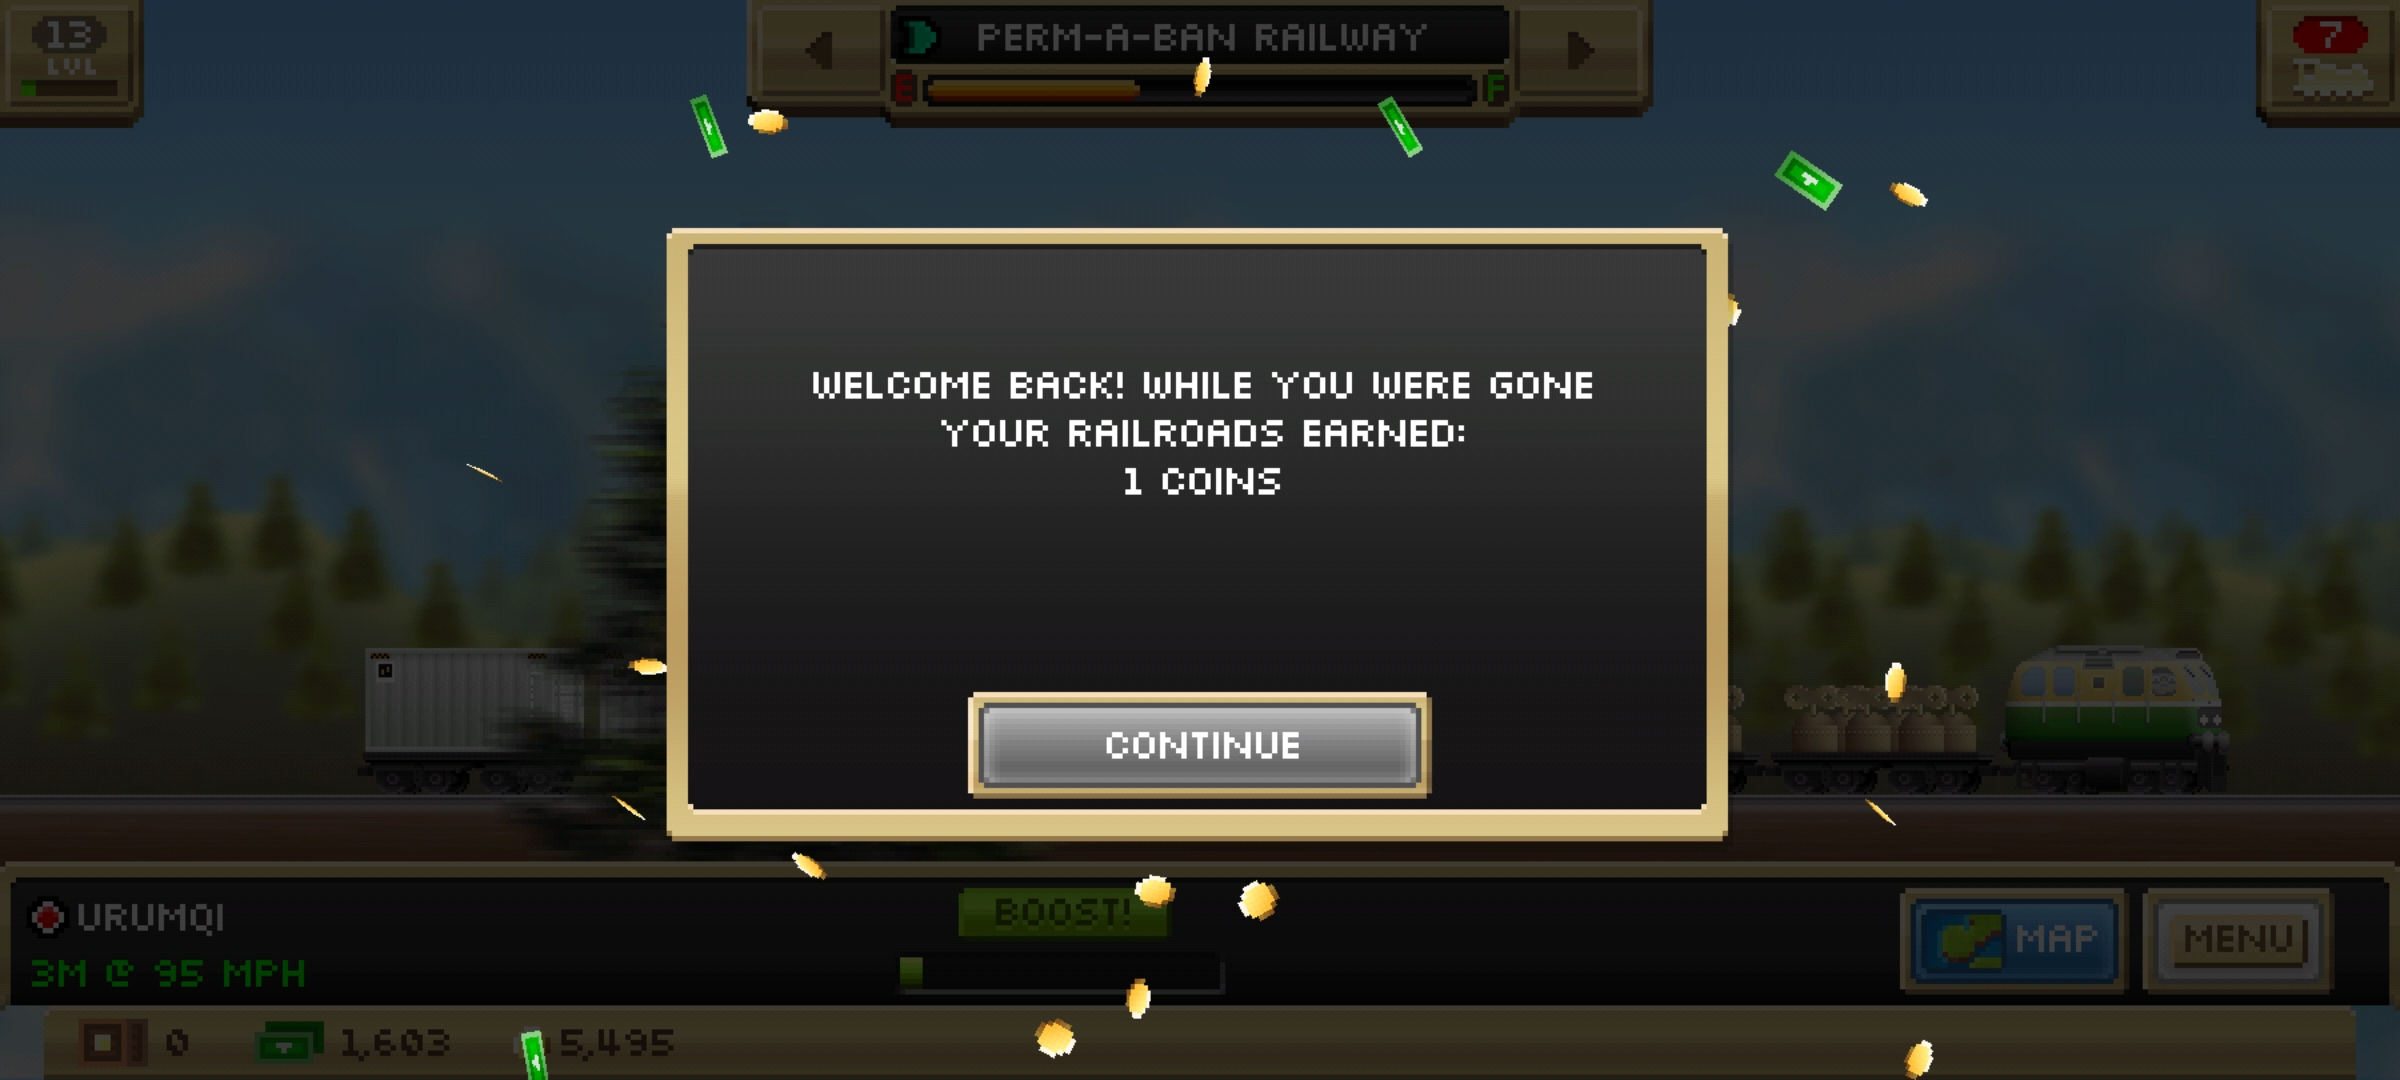 13
LVL
PERM-A-BAN RAILWAY
E
F
7
WELCOME BACK! WHILE YOU WERE GONE
YOUR RAILROADS EARNED:
1 COINS
CONTINUE
URUMQI
3M @ 95 MPH
BOOST!
MAP
MENU
0
1,603
5,495